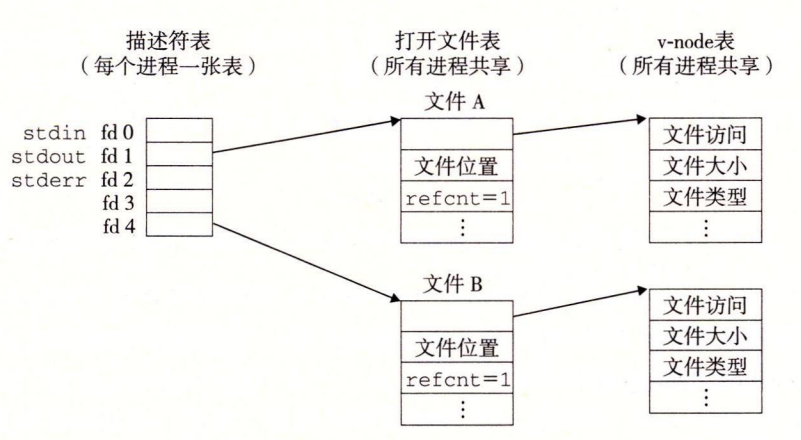 描述符表
（每个进程一张表）
打开文件表
（所有进程共享）
v-node表
（所有进程共享）
stdin fd 0
stdout fd 1
stderr fd 2
fd 3
fd 4
文件 A
文件位置
refcnt=1
⋮
文件访问
文件大小
文件类型
⋮
文件 B
文件位置
refcnt=1
⋮
文件访问
文件大小
文件类型
⋮